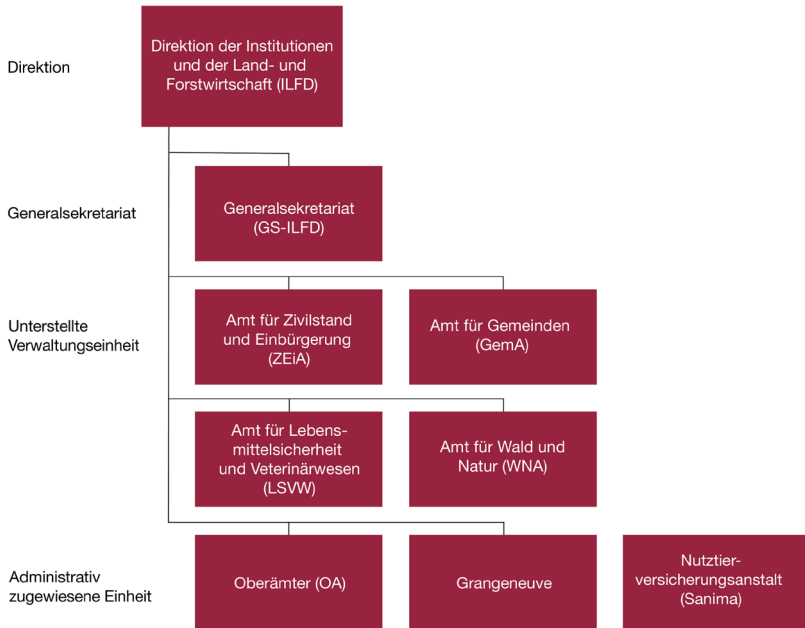 Direktion
Direktion der Institutionen
und der Land- und
Forstwirtschaft (ILFD)
Generalsekretariat
Generalsekretariat
(GS-ILFD)
Unterstellte
Verwaltungseinheit
Amt für Zivilstand
und Einbürgerung
(ZEiA)
Amt für Gemeinden
(GemA)
Amt für Lebens-
mittelsicherheit
und Veterinärwesen
(LSVW)
Amt für Wald und
Natur (WNA)
Administrativ
zugewiesene Einheit
Oberämter (OA)
Grangeneuve
Nutztier-
versicherungsanstalt
(Sanima)